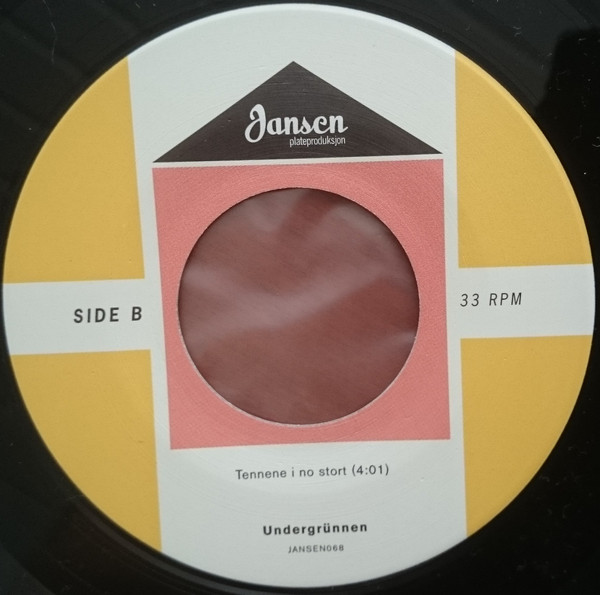 Jansen
plateproduksjon
SIDE B
33 RPM
Tennene i no stort (4:01)
Undergrünnen
JANSEN068